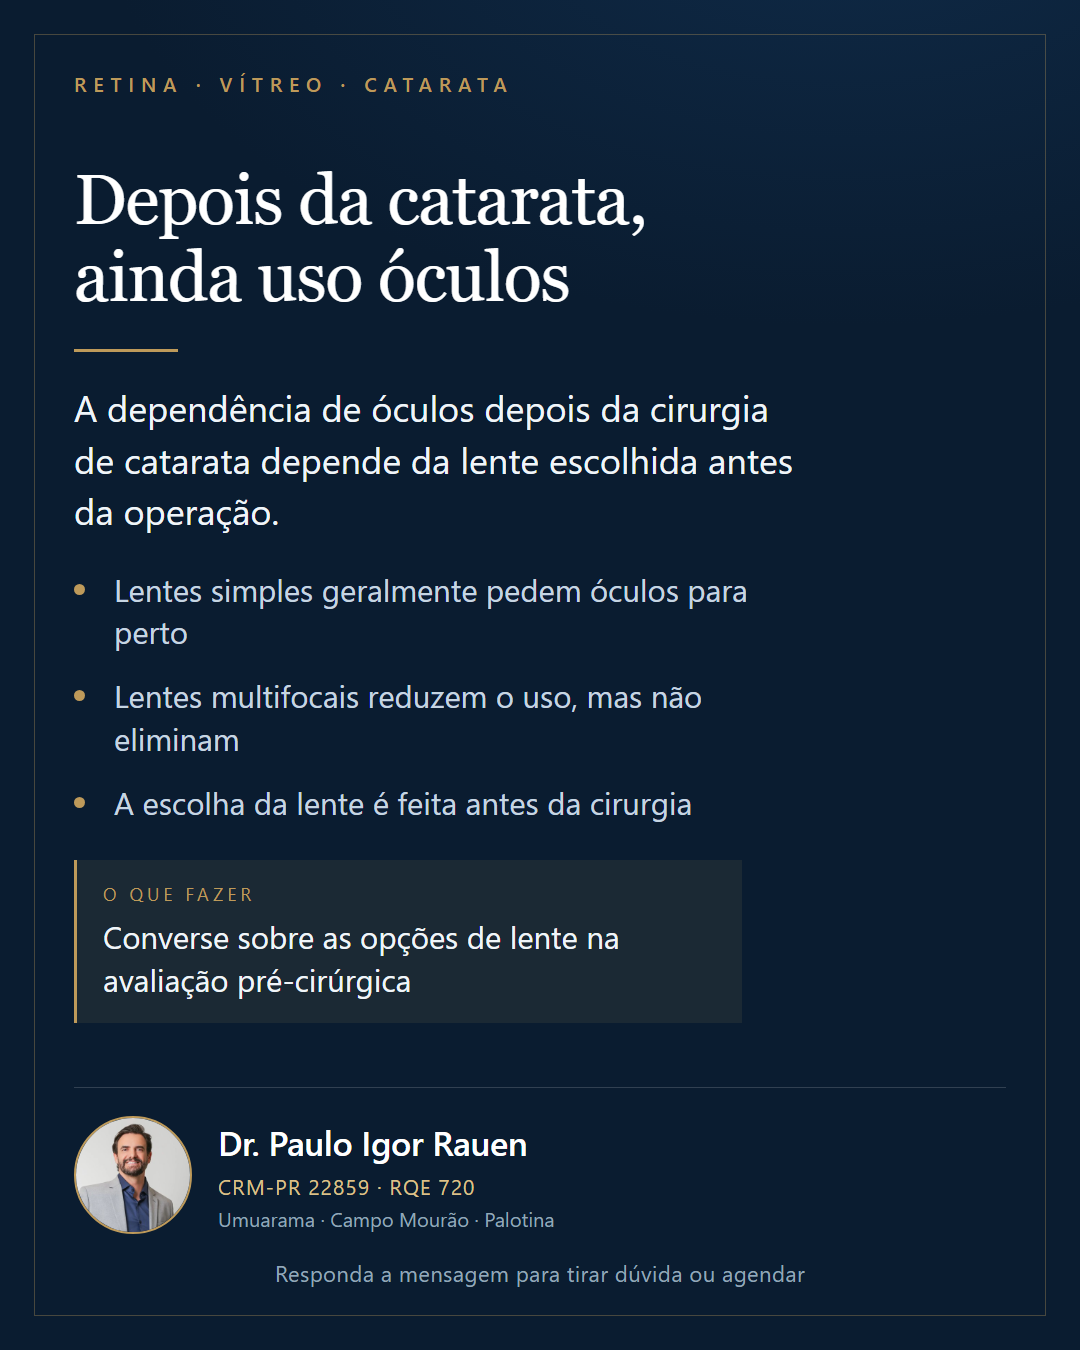 RETINA · VÍTREO · CATARATA
Depois da catarata,
ainda uso óculos
A dependência de óculos depois da cirurgia
de catarata depende da lente escolhida antes
da operação.
• Lentes simples geralmente pedem óculos para
perto
• Lentes multifocais reduzem o uso, mas não
eliminam
• A escolha da lente é feita antes da cirurgia
O QUE FAZER
Converse sobre as opções de lente na
avaliação pré-cirúrgica
Dr. Paulo Igor Rauen
CRM-PR 22859 · RQE 720
Umuarama · Campo Mourão · Palotina
Responda a mensagem para tirar dúvida ou agendar